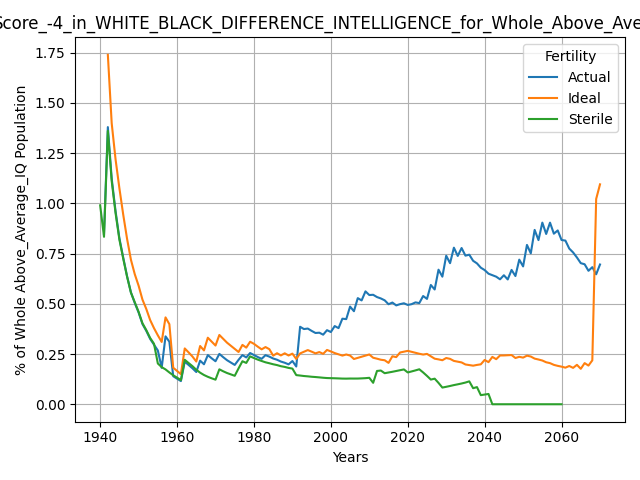 Score_-4_in_WHITE_BLACK_DIFFERENCE_INTELLIGENCE_for_Whole_Above_Ave
Fertility
Actual
Ideal
Sterile
% of Whole Above_Average_IQ Population
1.75
1.50
1.25
1.00
0.75
0.50
0.25
0.00
1940 1960 1980 2000 2020 2040 2060
Years